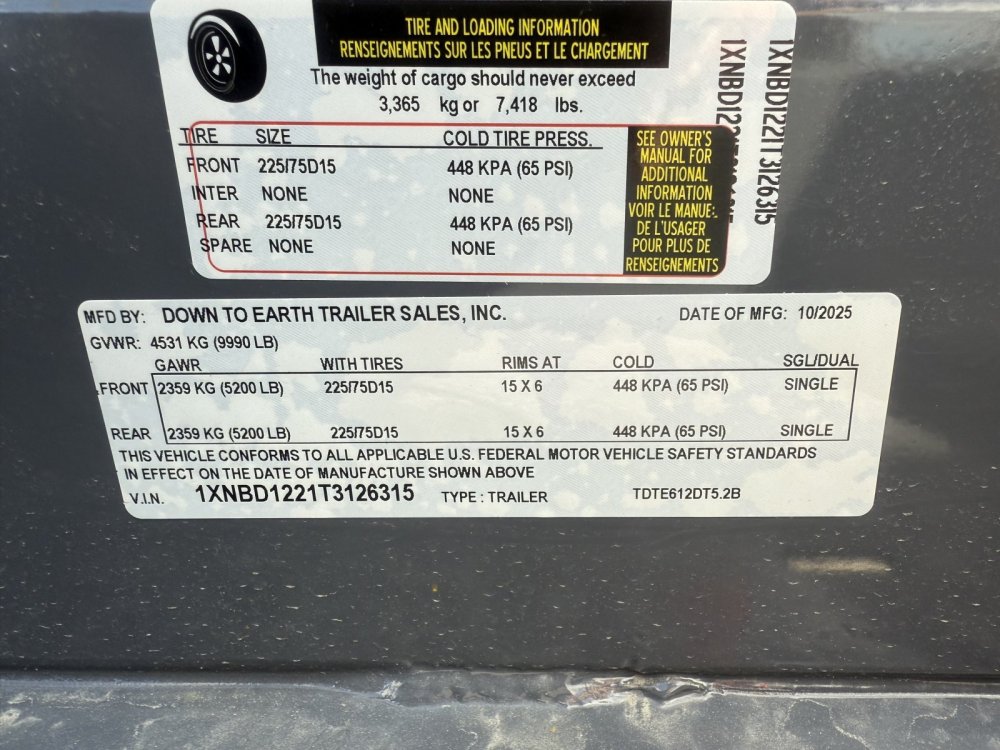 TIRE AND LOADING INFORMATION
RENSEIGNEMENTS SUR LES PNEUS ET LE CHARGEMENT
The weight of cargo should never exceed
3,365 kg or 7,418 lbs.
TIRE SIZE COLD TIRE PRESS.
FRONT 225/75D15 448 KPA (65 PSI)
INTER NONE NONE
REAR 225/75D15 448 KPA (65 PSI)
SPARE NONE NONE
SEE OWNER'S
MANUAL FOR
ADDITIONAL
INFORMATION
VOIR LE MANUEL
DE L'USAGER
POUR PLUS DE
RENSEIGNEMENTS
1XNBD1221T3126315
MFD BY: DOWN TO EARTH TRAILER SALES, INC. DATE OF MFG: 10/2025
GVWR: 4531 KG (9990 LB)
GAWR WITH TIRES RIMS AT COLD SGL/DUAL
FRONT 2359 KG (5200 LB) 225/75D15 15 X 6 448 KPA (65 PSI) SINGLE
REAR 2359 KG (5200 LB) 225/75D15 15 X 6 448 KPA (65 PSI) SINGLE
THIS VEHICLE CONFORMS TO ALL APPLICABLE U.S. FEDERAL MOTOR VEHICLE SAFETY STANDARDS
IN EFFECT ON THE DATE OF MANUFACTURE SHOWN ABOVE
V.I.N. 1XNBD1221T3126315 TYPE : TRAILER TDTE612DT5.2B